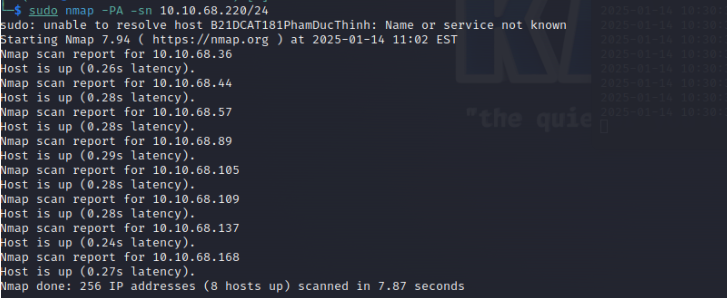 └─$ sudo nmap -PA -sn 10.10.68.220/24
sudo: unable to resolve host B21DCAT181PhamDucThinh: Name or service not known
Starting Nmap 7.94 ( https://nmap.org ) at 2025-01-14 11:02 EST
Nmap scan report for 10.10.68.36
Host is up (0.26s latency).
Nmap scan report for 10.10.68.44
Host is up (0.28s latency).
Nmap scan report for 10.10.68.57
Host is up (0.28s latency).
"the quie
Nmap scan report for 10.10.68.89
Host is up (0.29s latency).
Nmap scan report for 10.10.68.105
Host is up (0.28s latency).
Nmap scan report for 10.10.68.109
Host is up (0.28s latency).
Nmap scan report for 10.10.68.137
Host is up (0.24s latency).
Nmap scan report for 10.10.68.168
Host is up (0.27s latency).
Nmap done: 256 IP addresses (8 hosts up) scanned in 7.87 seconds